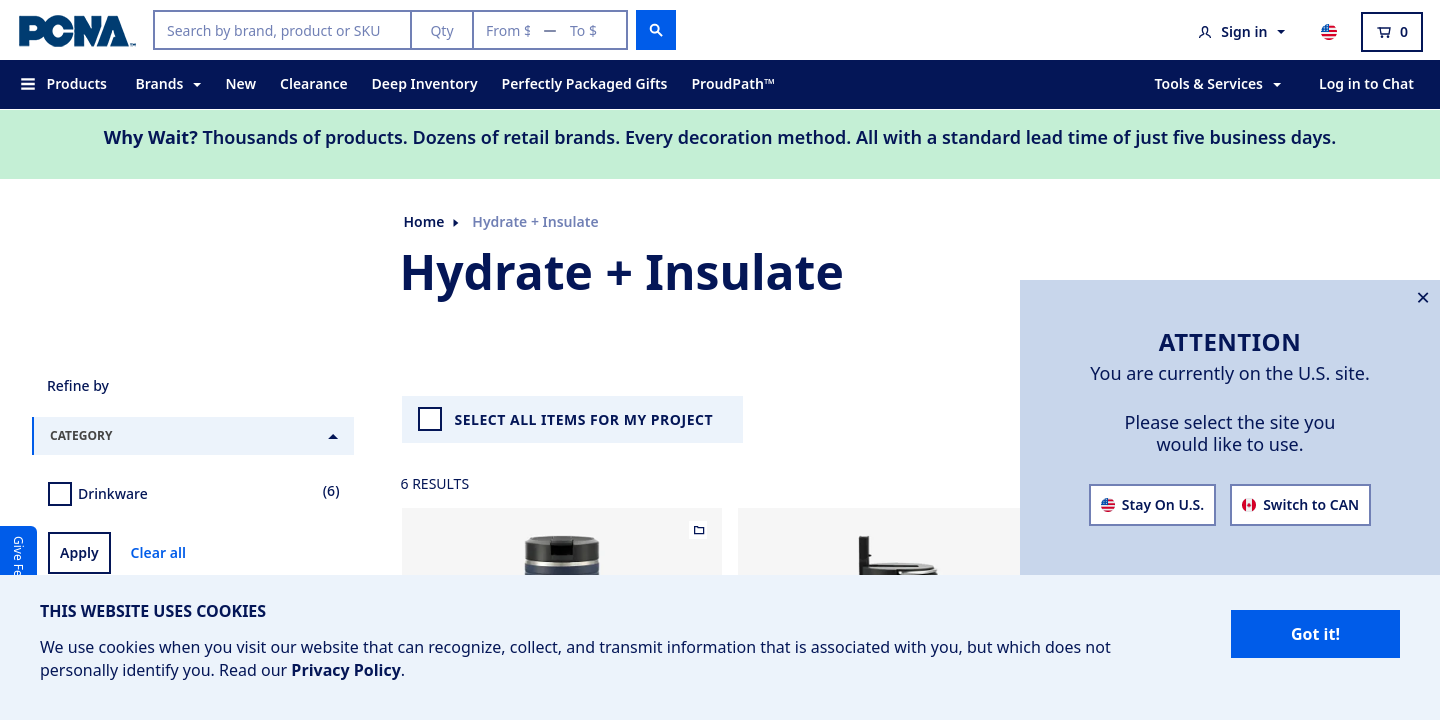 PCNA™
Search by brand, product or SKU
Qty
From $ — To $
Sign in
0
Products
Brands
New
Clearance
Deep Inventory
Perfectly Packaged Gifts
ProudPath™
Tools & Services
Log in to Chat
Why Wait? Thousands of products. Dozens of retail brands. Every decoration method. All with a standard lead time of just five business days.
Home
Hydrate + Insulate
Hydrate + Insulate
Refine by
CATEGORY
Drinkware
(6)
Apply
Clear all
Give Fe
SELECT ALL ITEMS FOR MY PROJECT
6 RESULTS
ATTENTION
You are currently on the U.S. site.
Please select the site you
would like to use.
Stay On U.S.
Switch to CAN
THIS WEBSITE USES COOKIES
We use cookies when you visit our website that can recognize, collect, and transmit information that is associated with you, but which does not
personally identify you. Read our Privacy Policy.
Got it!